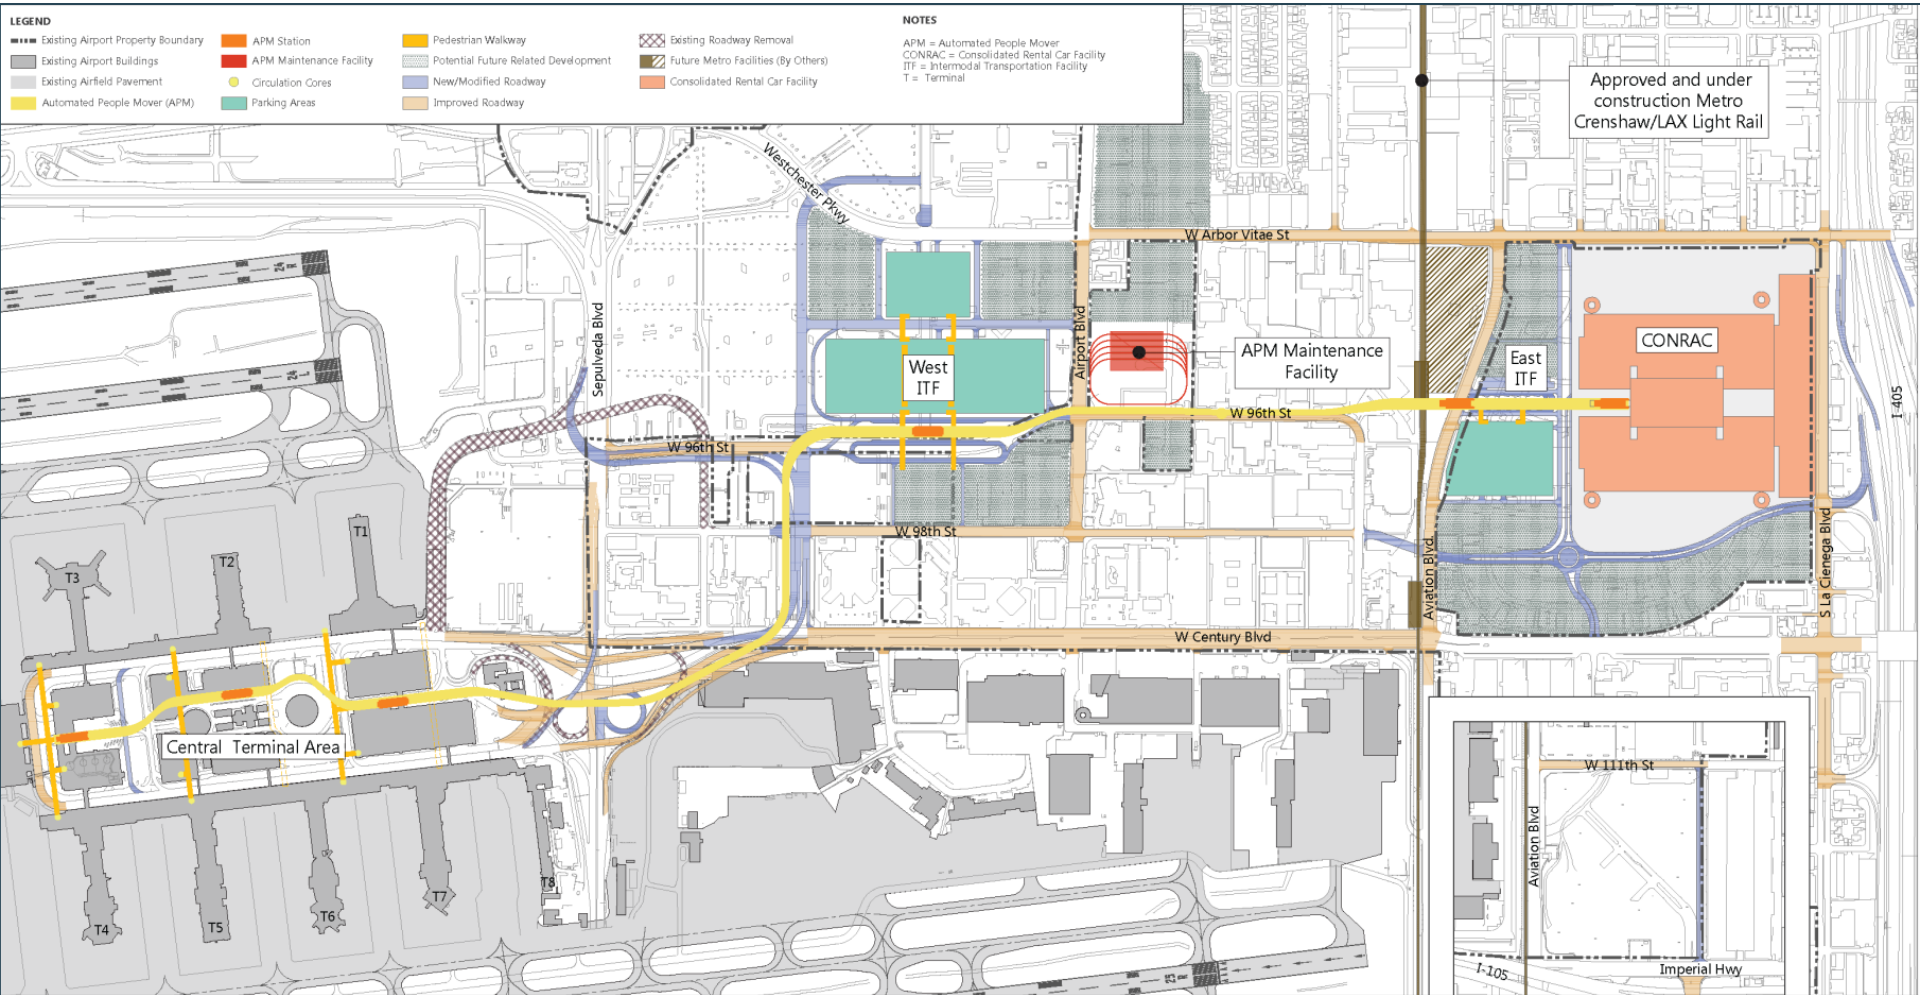 LEGEND
Existing Airport Property Boundary
Existing Airport Buildings
Existing Airfield Pavement
Automated People Mover (APM)
APM Station
APM Maintenance Facility
Circulation Cores
Parking Areas
Pedestrian Walkway
Potential Future Related Development
New/Modified Roadway
Improved Roadway
Existing Roadway Removal
Future Metro Facilities (By Others)
Consolidated Rental Car Facility
NOTES
APM = Automated People Mover
CONRAC = Consolidated Rental Car Facility
ITF = Intermodal Transportation Facility
T = Terminal
Approved and under
construction Metro
Crenshaw/LAX Light Rail
Westchester Pkwy
W Arbor Vitae St
Sepulveda Blvd
Airport Blvd
West
ITF
APM Maintenance
Facility
East
ITF
CONRAC
I-405
W 96th St
W 96th St
W 98th St
Aviation Blvd
S La Cienega Blvd
W Century Blvd
24
24
T1
T2
T3
Central Terminal Area
T4
T5
T6
T7
T8
25
W 111th St
Aviation Blvd
Imperial Hwy
I-105